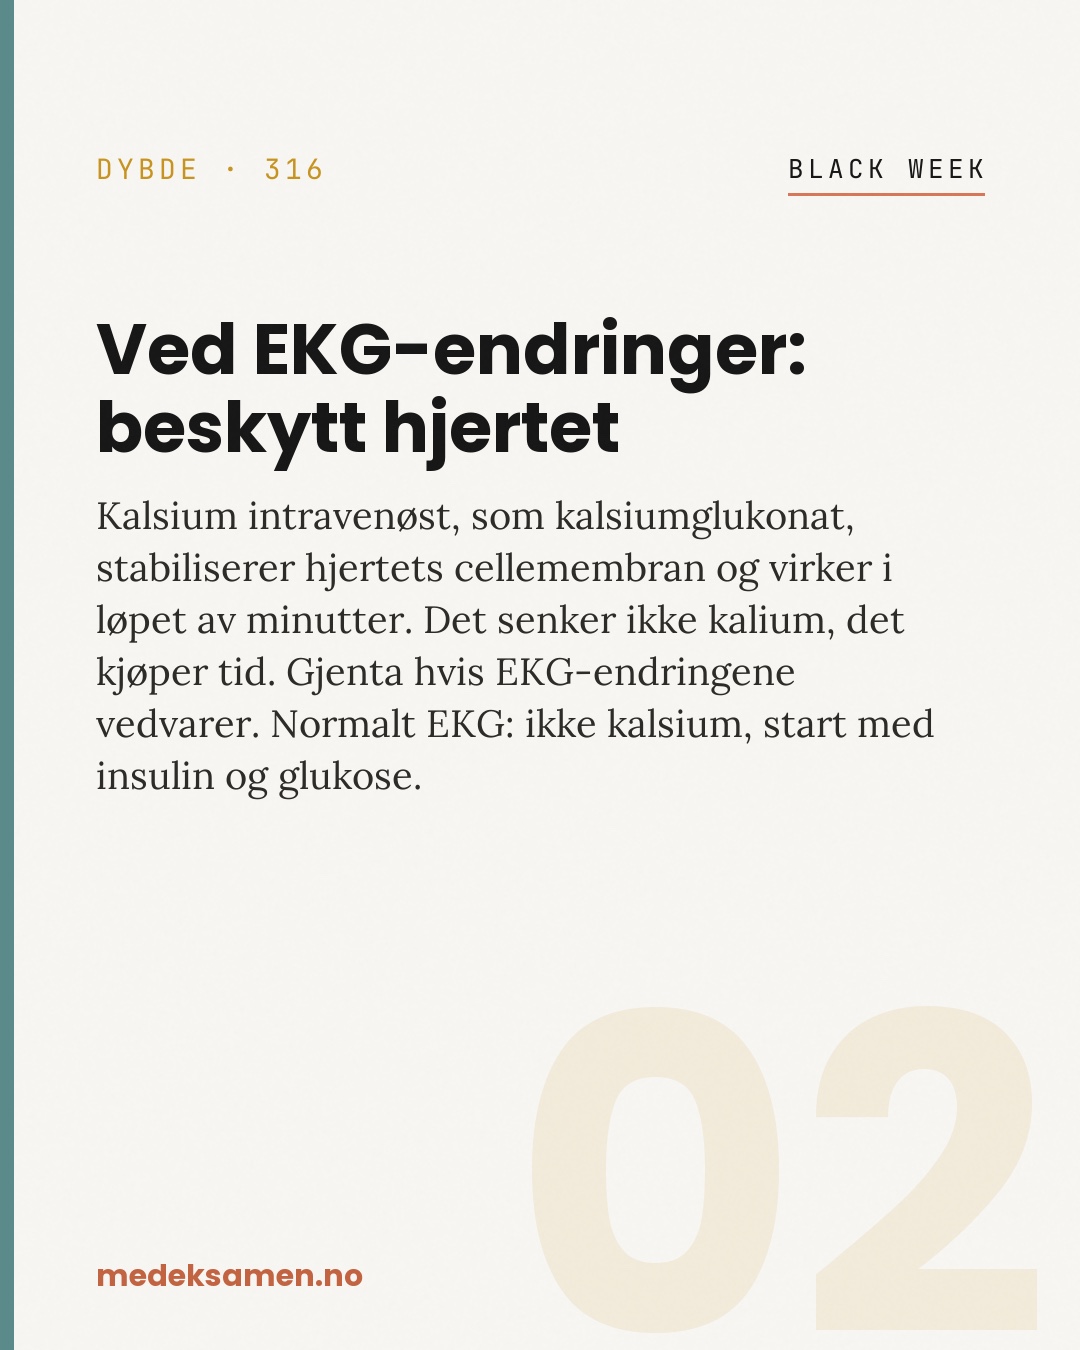 DYBDE · 316
BLACK WEEK
Ved EKG-endringer:
beskytt hjertet
Kalsium intravenøst, som kalsiumglukonat,
stabiliserer hjertets cellemembran og virker i
løpet av minutter. Det senker ikke kalium, det
kjøper tid. Gjenta hvis EKG-endringene
vedvarer. Normalt EKG: ikke kalsium, start med
insulin og glukose.
02
medeksamen.no